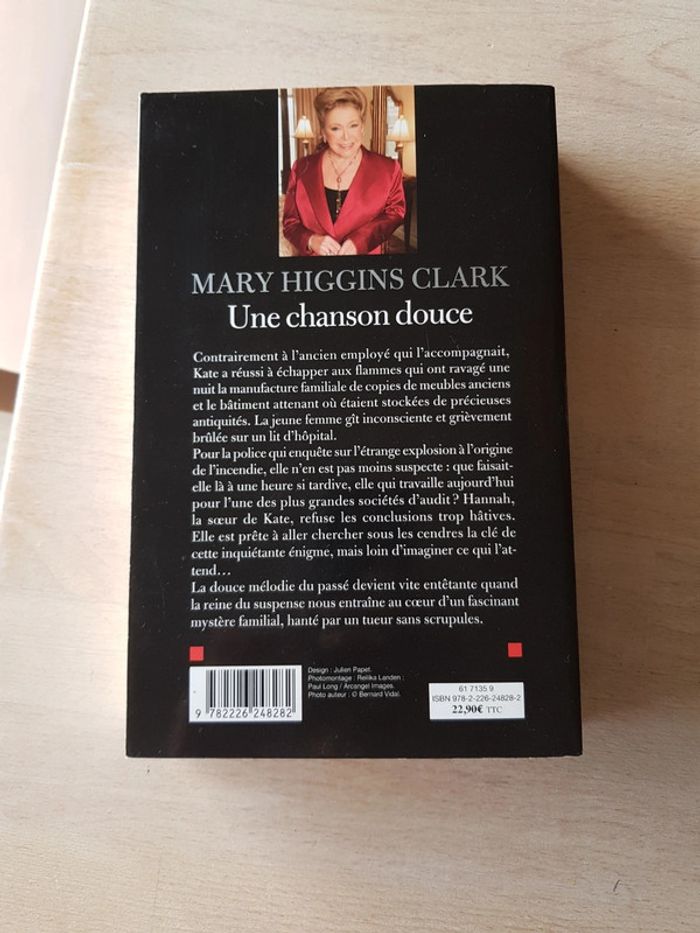 MARY HIGGINS CLARK
Une chanson douce
Contrairement à l'ancien employé qui l'accompagnait,
Kate a réussi à échapper aux flammes qui ont ravagé une
nuit la manufacture familiale de copies de meubles anciens
et le bâtiment attenant où étaient stockées de précieuses
antiquités. La jeune femme gît inconsciente et grièvement
brûlée sur un lit d'hôpital.
Pour la police qui enquête sur l'étrange explosion à l'origine
de l'incendie, elle n'en est pas moins suspecte : que faisait-
elle là à une heure si tardive, elle qui travaille aujourd'hui
pour l'une des plus grandes sociétés d'audit ? Hannah,
la sœur de Kate, refuse les conclusions trop hâtives.
Elle est prête à aller chercher sous les cendres la clé de
cette inquiétante énigme, mais loin d'imaginer ce qui l'at-
tend…
La douce mélodie du passé devient vite entêtante quand
la reine du suspense nous entraîne au cœur d'un fascinant
mystère familial, hanté par un tueur sans scrupules.
Design : Julien Papet.
Photomontage : Reilika Landen ;
Paul Long / Arcangel Images.
Photo auteur : © Bernard Vidal.
9 782226 248282
61 7135 9
ISBN 978-2-226-24828-2
22,90€ TTC